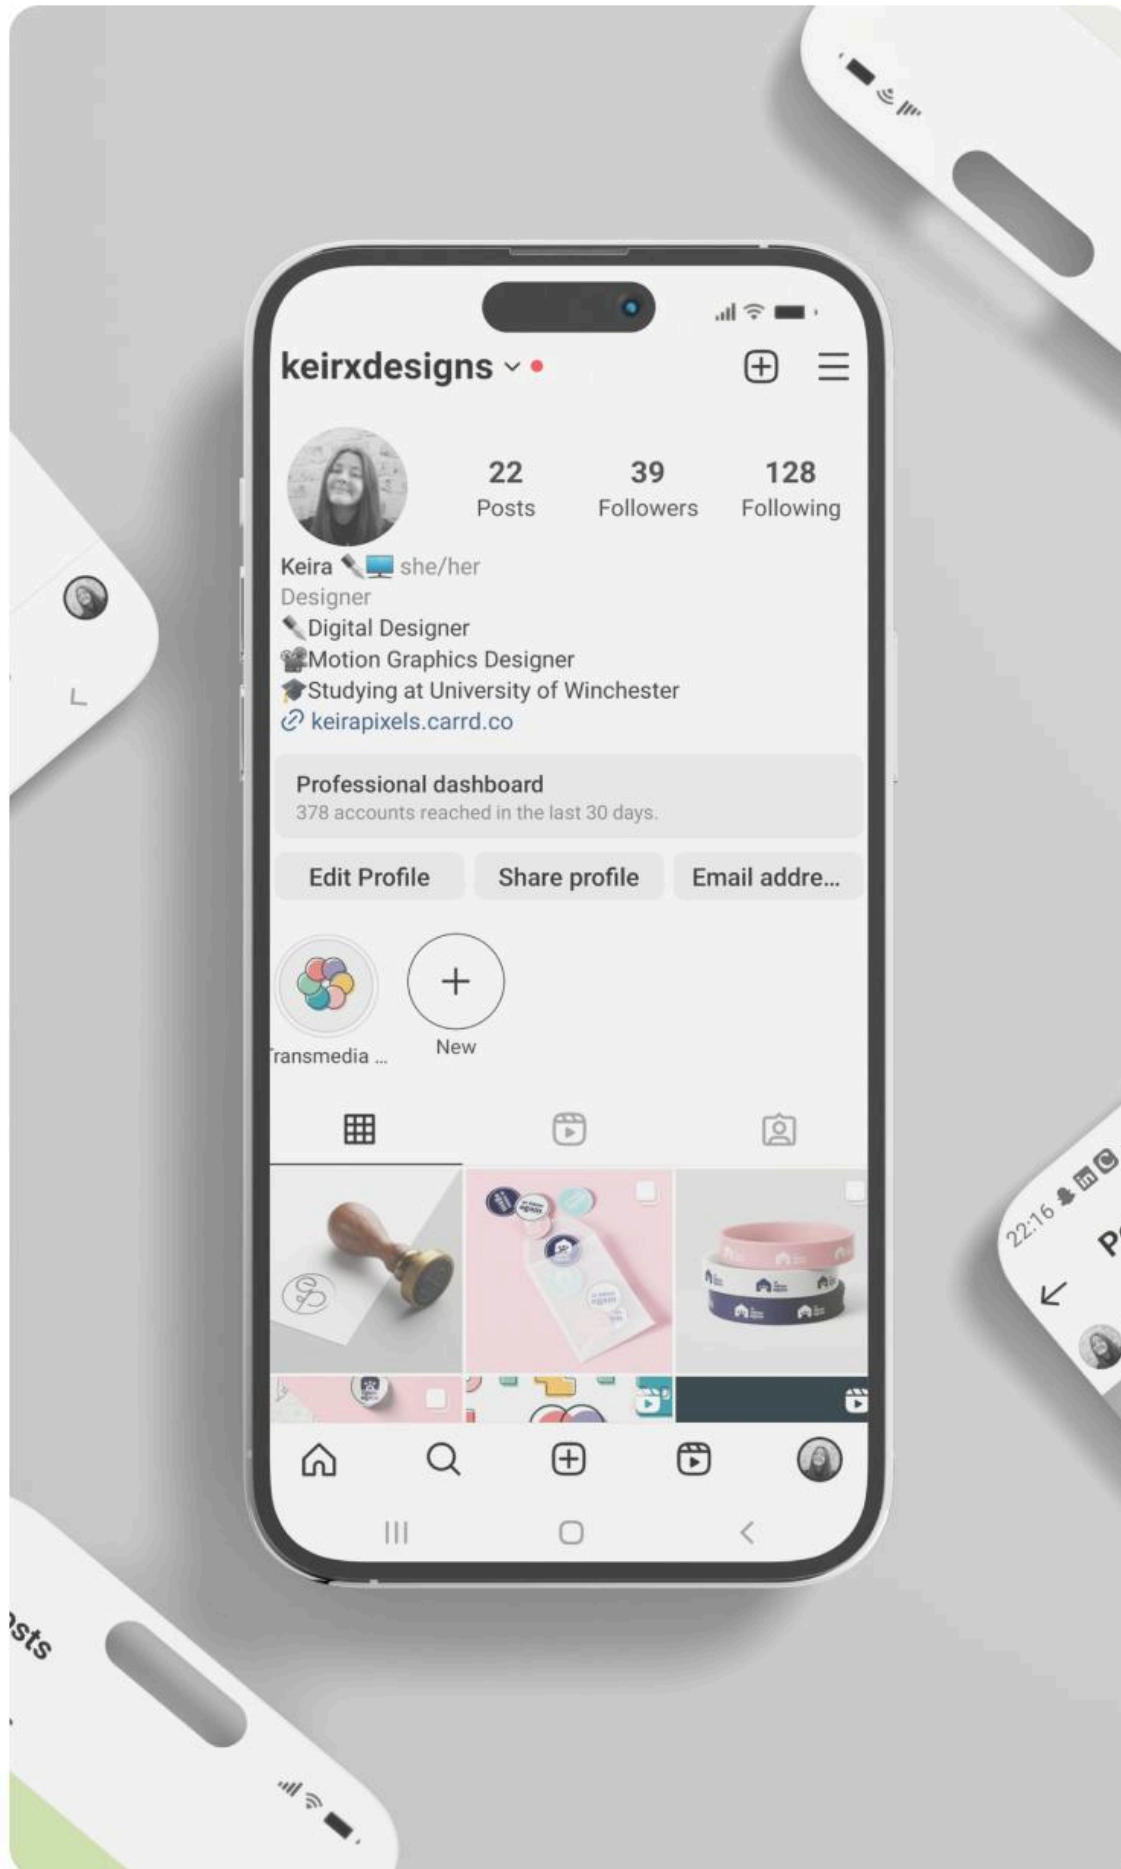 keirxdesigns
22 39 128
Posts Followers Following
Keira she/her
Designer
Digital Designer
Motion Graphics Designer
Studying at University of Winchester
keirapixels.carrd.co
Professional dashboard
378 accounts reached in the last 30 days.
Edit Profile Share profile Email addre...
ransmedia ...
New
22:16
osts